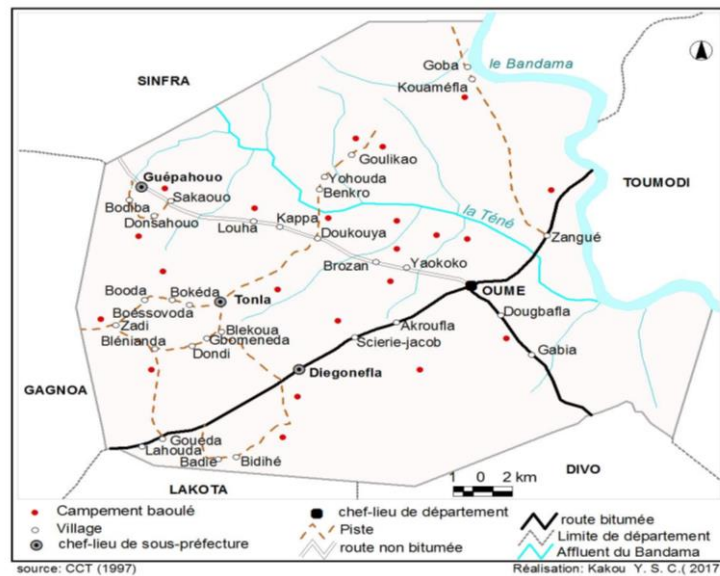 Goba
le Bandama
Kouaméfla
SINFRA
Goulikao
Guépahouo
Yohouda
TOUMODI
Sakaouo
Benkro
Bodiba
Donsahouo
Kappa
la Téné
Louha
Doukouya
Zangué
Brozan
Yaokoko
Booda
Bokéda
Tonla
OUME
Boéssovoda
Dougbafla
Zadi
Blekoua
Akroufla
Blénianda
Gbomeneda
Dondi
Scierie-jacob
Gabia
Diegonefla
GAGNOA
Gouéda
Lahouda
Badié
Bidihé
DIVO
LAKOTA
1 0 2 km
Campement baoulé
Village
chef-lieu de sous-préfecture
chef-lieu de département
Piste
route non bitumée
route bitumée
Limite de département
Affluent du Bandama
source: CCT (1997)
Réalisation: Kakou Y. S. C.( 2017